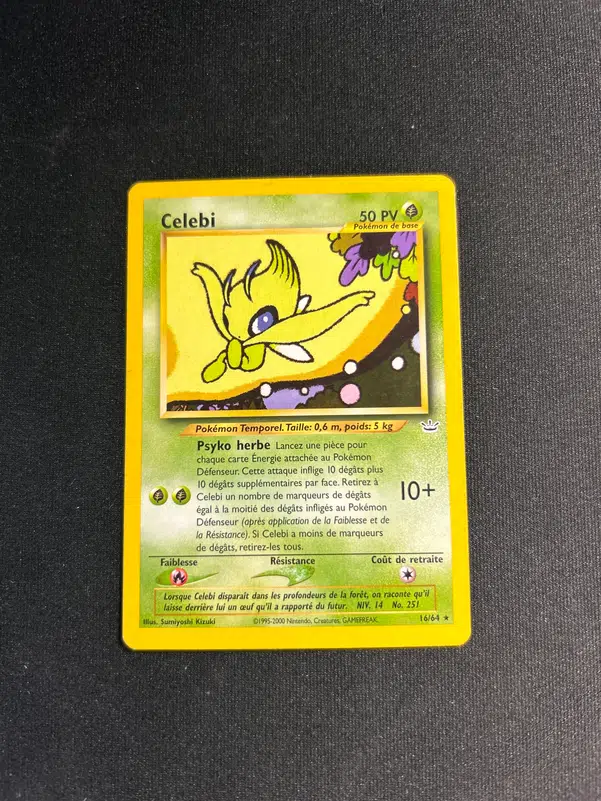 Celebi 50 PV
Pokémon de base
Pokémon Temporel. Taille: 0,6 m, poids: 5 kg
Psyko herbe Lancez une pièce pour
chaque carte Énergie attachée au Pokémon
Défenseur. Cette attaque inflige 10 dégâts plus
10 dégâts supplémentaires par face. Retirez à
Celebi un nombre de marqueurs de dégâts
égal à la moitié des dégâts infligés au Pokémon
Défenseur (après application de la Faiblesse et de
la Résistance). Si Celebi a moins de marqueurs
de dégâts, retirez-les tous.
10+
Faiblesse Résistance Coût de retraite
Lorsque Celebi disparaît dans les profondeurs de la forêt, on raconte qu'il
laisse derrière lui un œuf qu'il a rapporté du futur. NIV. 14 No. 251
Illus. Sumiyoshi Kizuki ©1995-2000 Nintendo, Creatures, GAMEFREAK. 16/64 ★